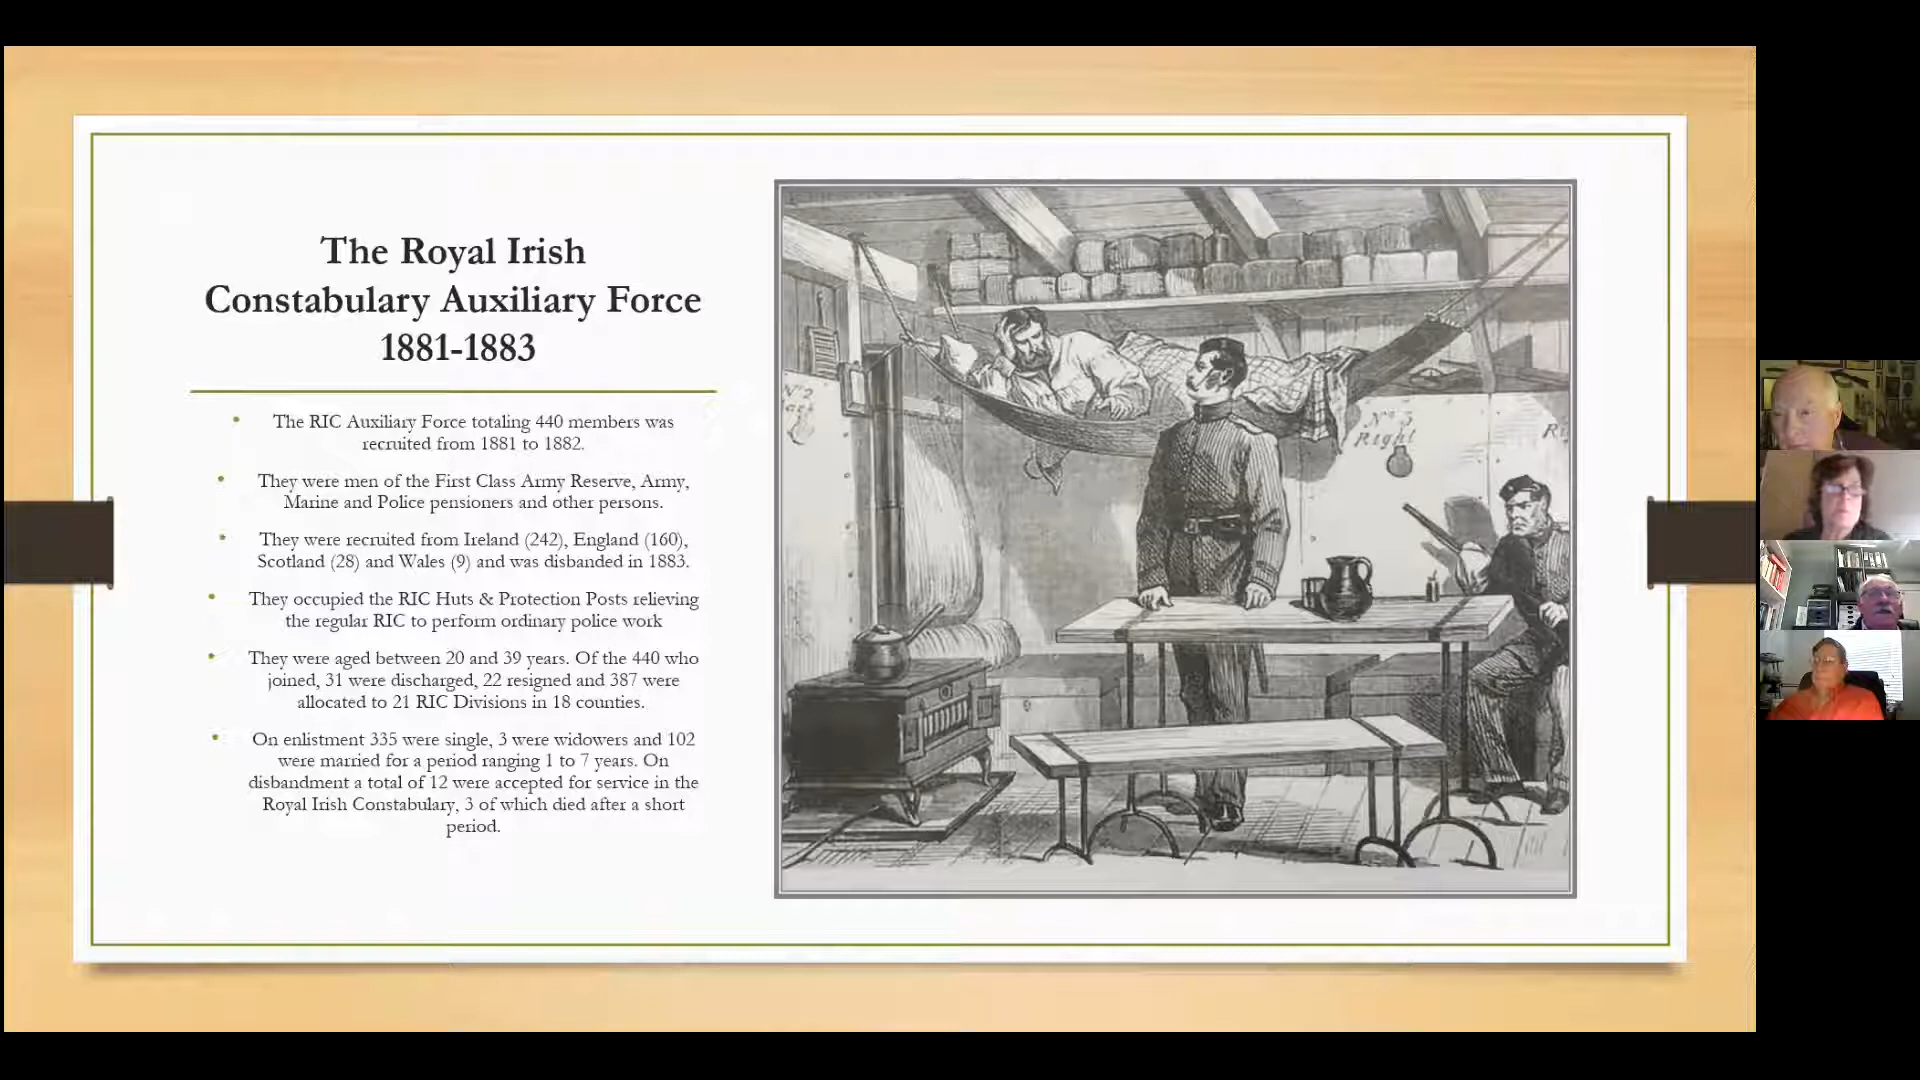 The Royal Irish
Constabulary Auxiliary Force
1881-1883
The RIC Auxiliary Force totaling 440 members was
recruited from 1881 to 1882.
They were men of the First Class Army Reserve, Army,
Marine and Police pensioners and other persons.
They were recruited from Ireland (242), England (160),
Scotland (28) and Wales (9) and was disbanded in 1883.
They occupied the RIC Huts & Protection Posts relieving
the regular RIC to perform ordinary police work
They were aged between 20 and 39 years. Of the 440 who
joined, 31 were discharged, 22 resigned and 387 were
allocated to 21 RIC Divisions in 18 counties.
On enlistment 335 were single, 3 were widowers and 102
were married for a period ranging 1 to 7 years. On
disbandment a total of 12 were accepted for service in the
Royal Irish Constabulary, 3 of which died after a short
period.
No 2
No 3
Right